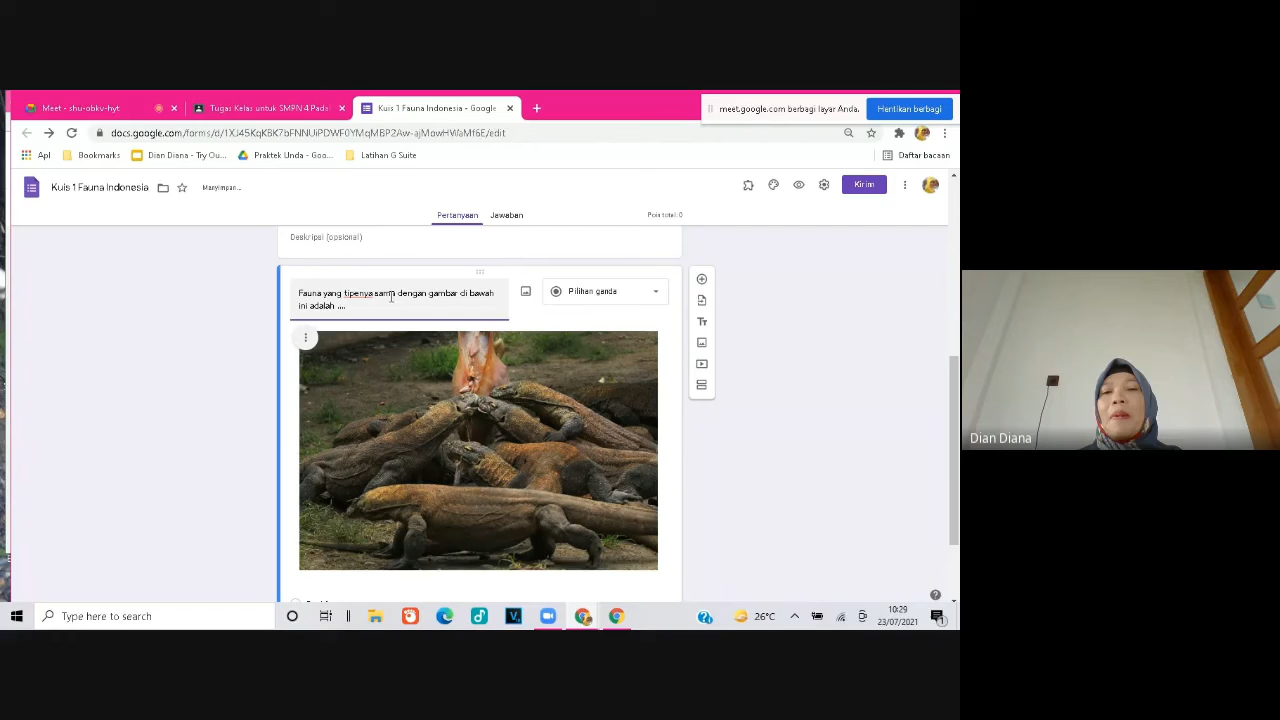 Meet - shu-obkv-hyt
Tugas Kelas untuk SMPN 4 Padal
Kuis 1 Fauna Indonesia - Google
meet.google.com berbagi layar Anda.
Hentikan berbagi
docs.google.com/forms/d/1XJ45KqKBK7bFNNUiPDWF0YMqMBP2Aw-ajMowHWaMf6E/edit
Apl
Bookmarks
Dian Diana - Try Ou...
Praktek Unda - Goo...
Latihan G Suite
Daftar bacaan
Kuis 1 Fauna Indonesia
Menyimpan...
Kirim
Pertanyaan
Jawaban
Poin total: 0
Deskripsi (opsional)
Fauna yang tipenya sama dengan gambar di bawah
ini adalah ....
Pilihan ganda
Dian Diana
Type here to search
26°C
10:29
23/07/2021